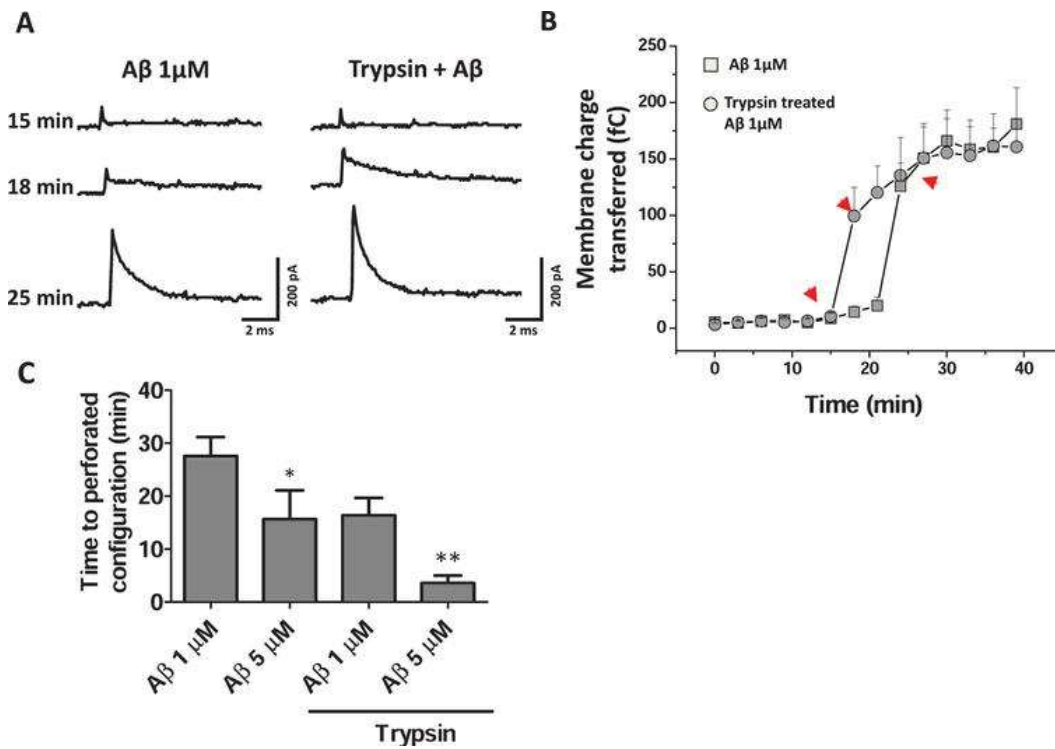 A
Aβ 1μM
Trypsin + Aβ
15 min
18 min
25 min
200 pA
2 ms
200 pA
2 ms
B
Membrane charge
transferred (fC)
250
200
150
100
50
0
Aβ 1μM
Trypsin treated
Aβ 1μM
0 10 20 30 40
Time (min)
C
Time to perforated
configuration (min)
40
30
20
10
0
*
**
Aβ 1 μM
Aβ 5 μM
Aβ 1 μM
Aβ 5 μM
Trypsin